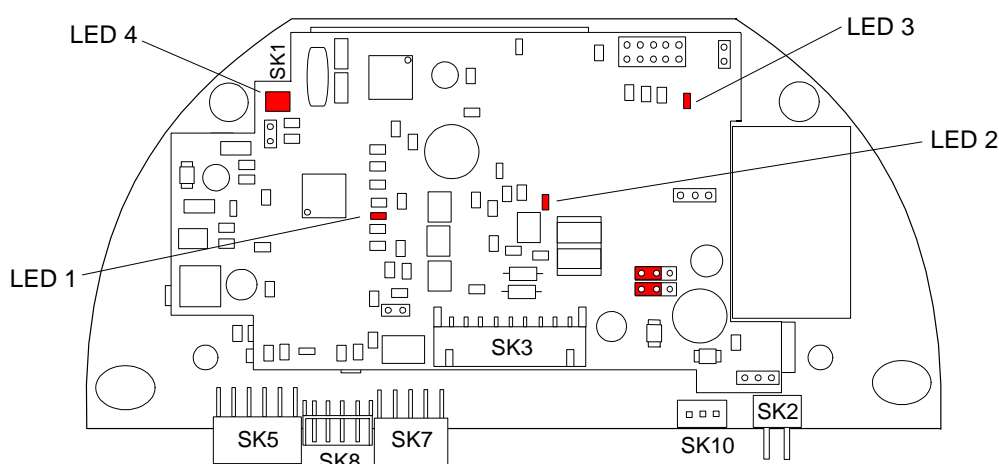 LED 4
SK1
LED 3
LED 2
LED 1
SK3
SK5
SK8
SK7
SK10
SK2